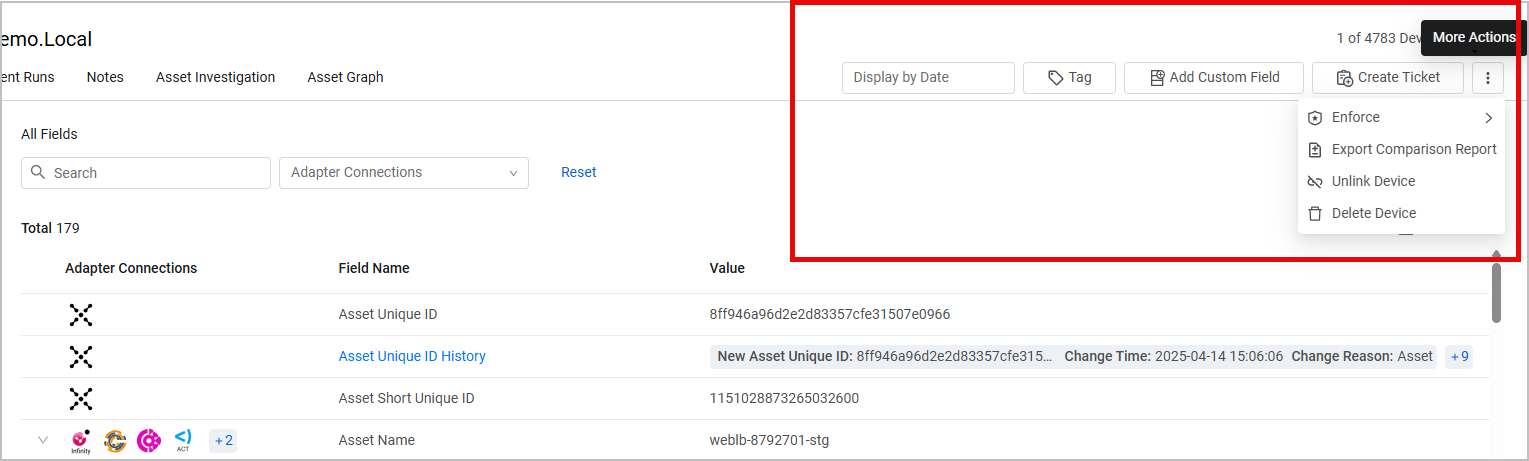 emo.Local
1 of 4783 Dev
More Actions
ent Runs Notes Asset Investigation Asset Graph
Display by Date Tag Add Custom Field Create Ticket
Enforce
Export Comparison Report
Unlink Device
Delete Device
All Fields
Search Adapter Connections Reset
Total 179
Adapter Connections Field Name Value
Asset Unique ID 8ff946a96d2e2d83357cfe31507e0966
Asset Unique ID History New Asset Unique ID: 8ff946a96d2e2d83357cfe315... Change Time: 2025-04-14 15:06:06 Change Reason: Asset +9
Asset Short Unique ID 1151028873265032600
Infinity ACT +2 Asset Name weblb-8792701-stg